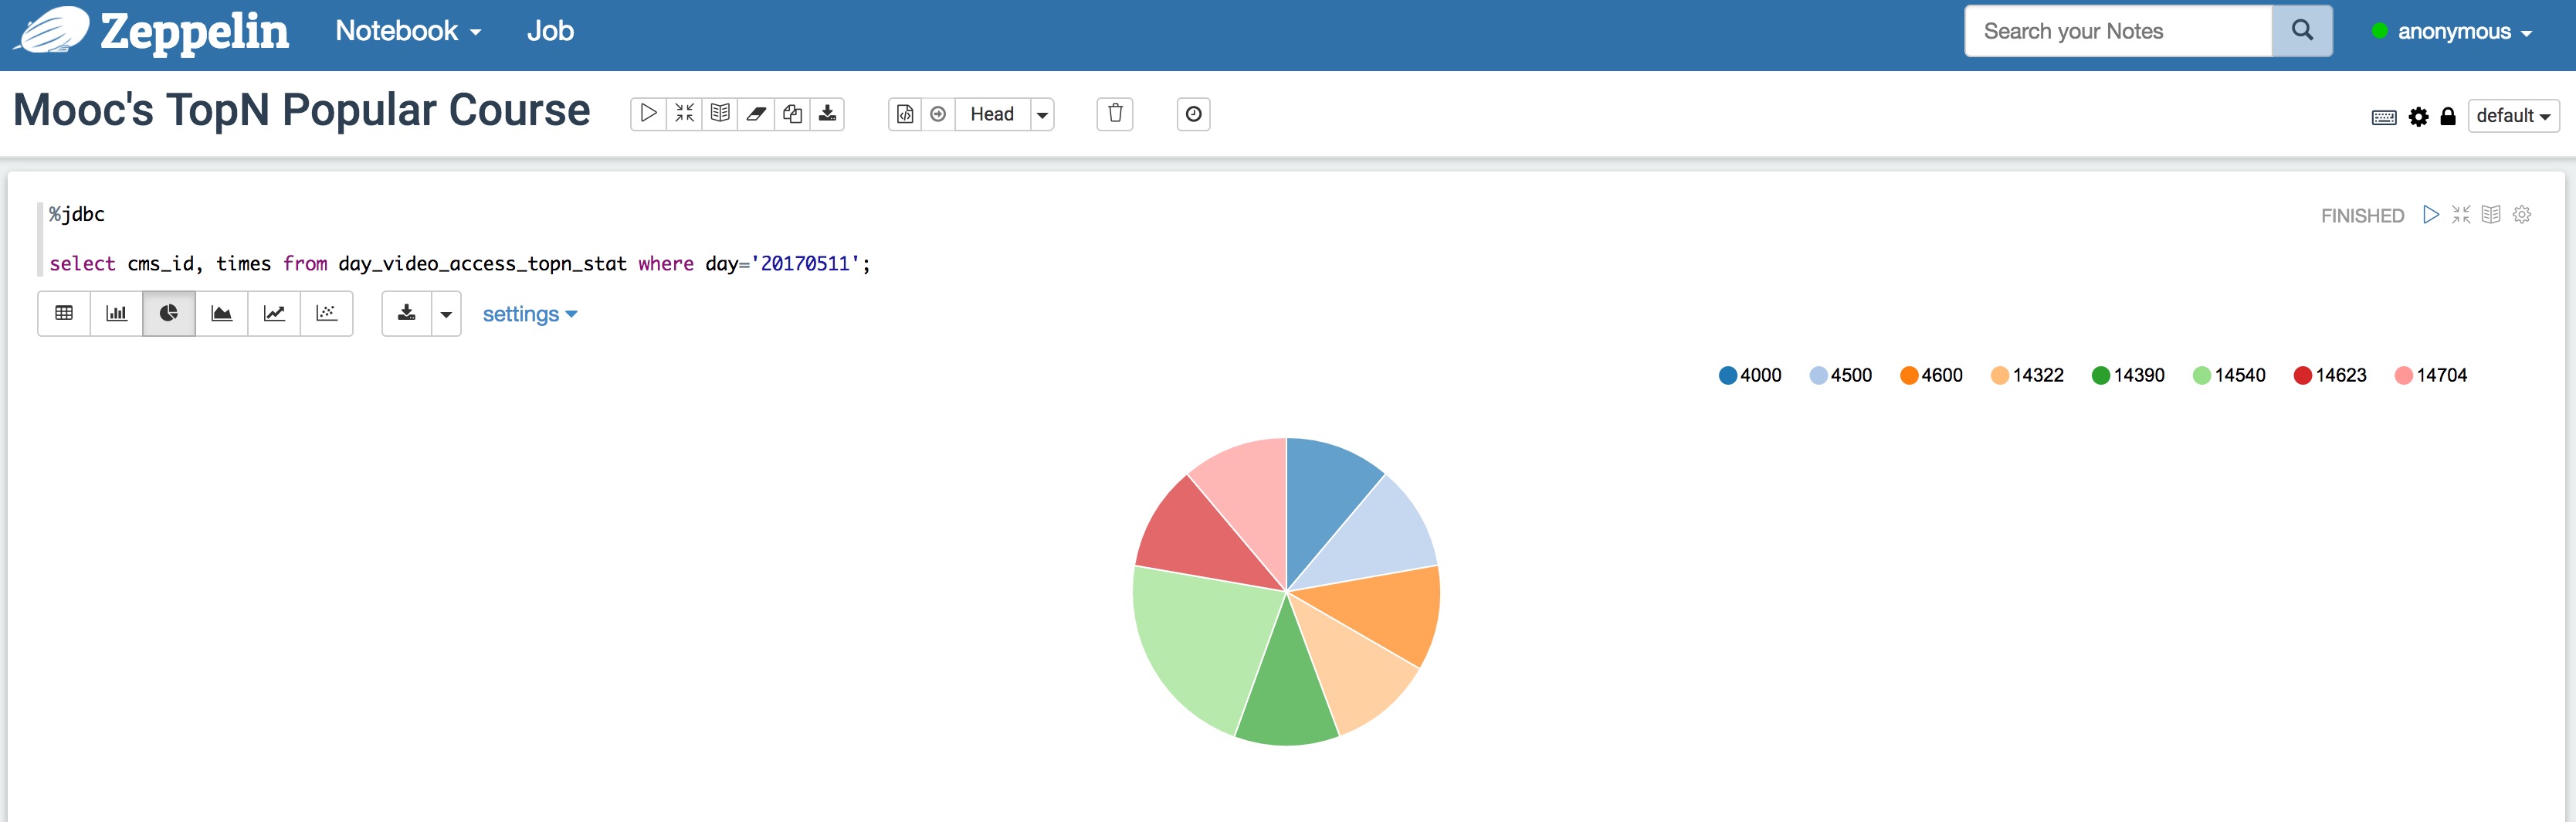 Zeppelin Notebook Job Search your Notes anonymous
Mooc's TopN Popular Course Head default
%jdbc FINISHED
select cms_id, times from day_video_access_topn_stat where day='20170511';
settings
4000 4500 4600 14322 14390 14540 14623 14704